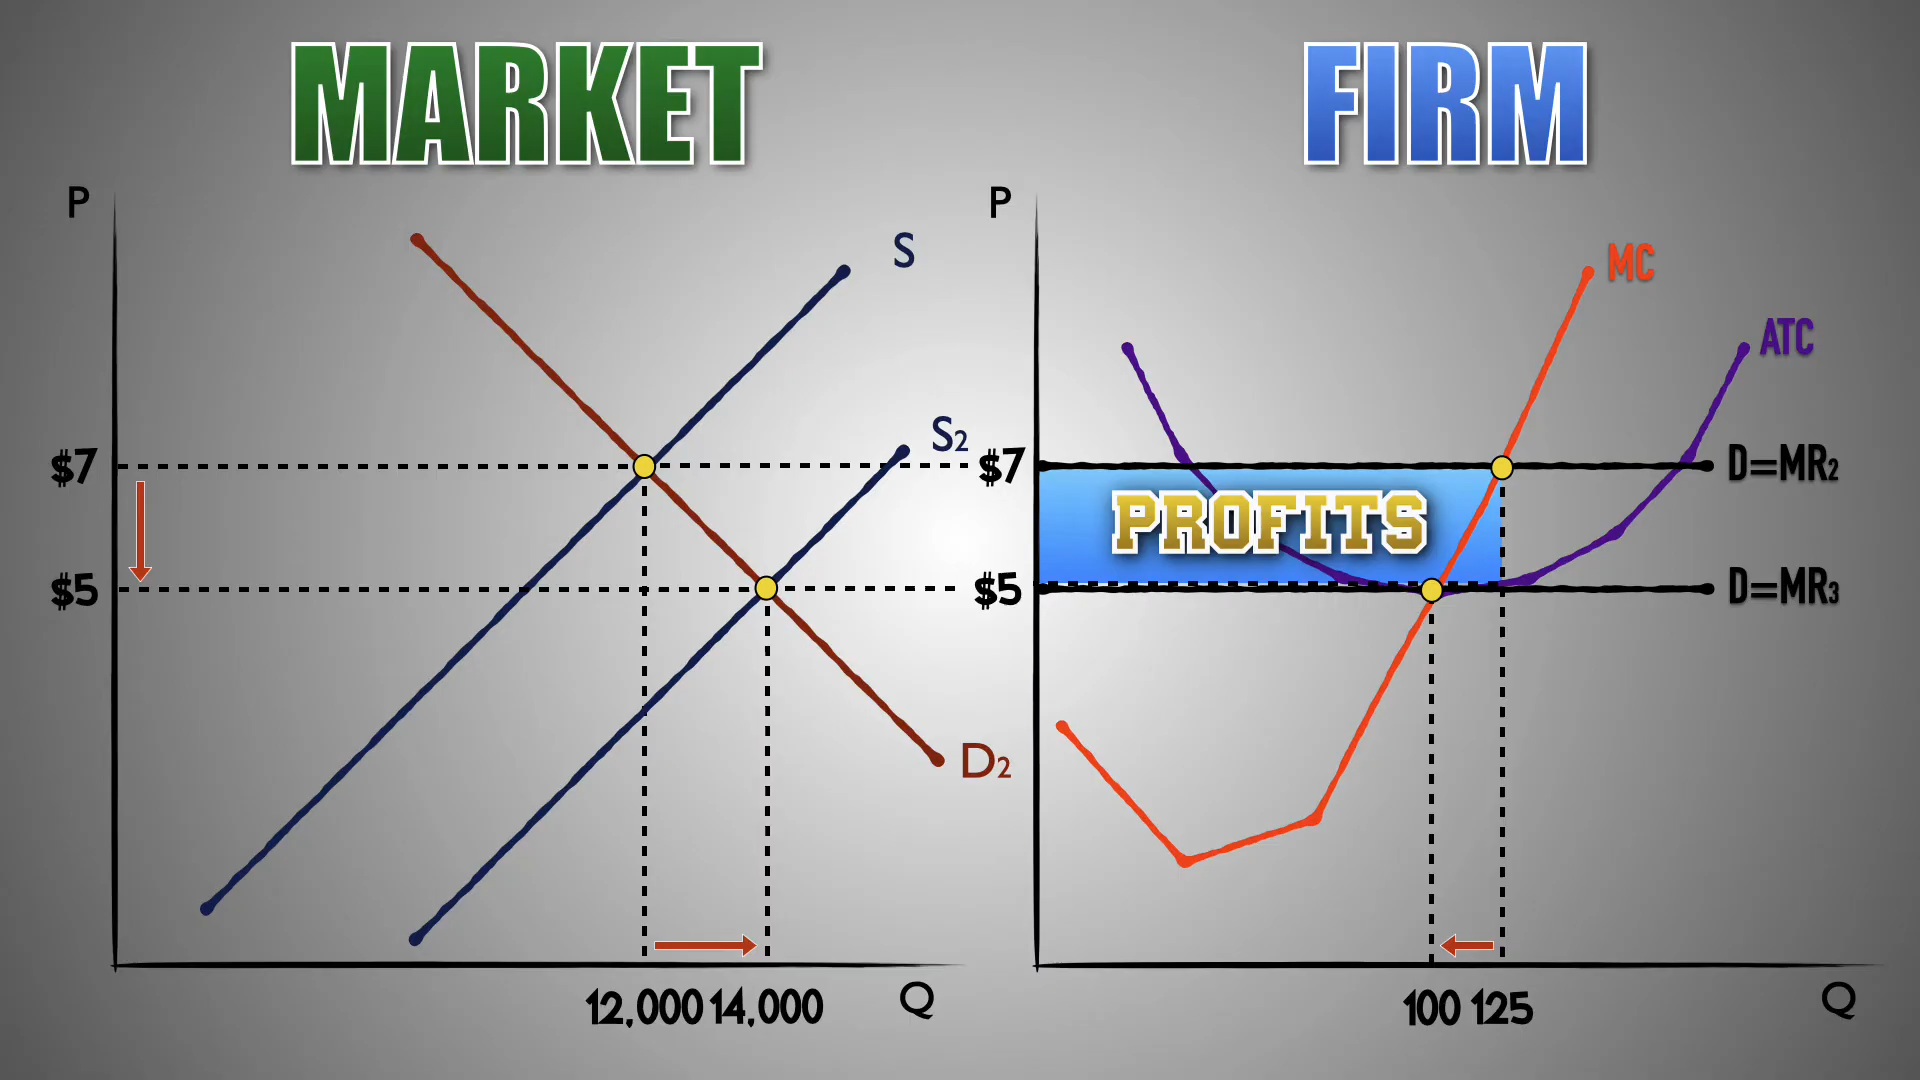 MARKET
FIRM
P
P
S
MC
ATC
S2
$7
$7
D=MR2
PROFITS
$5
$5
D=MR3
D2
12,000 14,000
Q
100 125
Q